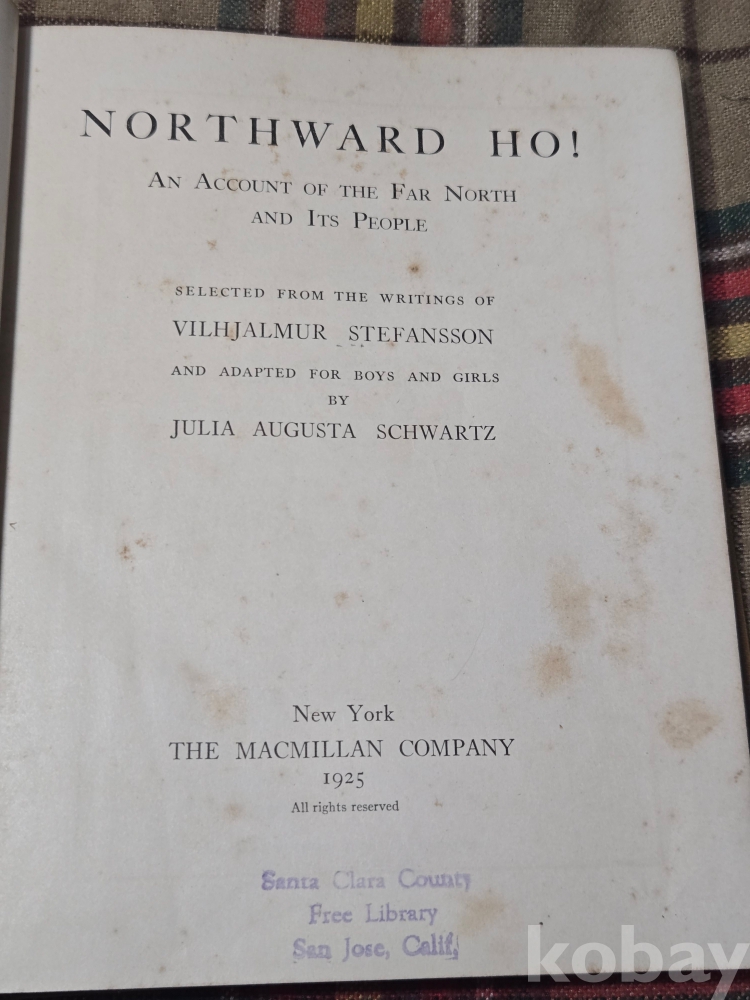 NORTHWARD HO!
AN ACCOUNT OF THE FAR NORTH
AND ITS PEOPLE
SELECTED FROM THE WRITINGS OF
VILHJALMUR STEFANSSON
AND ADAPTED FOR BOYS AND GIRLS
BY
JULIA AUGUSTA SCHWARTZ
New York
THE MACMILLAN COMPANY
1925
All rights reserved
Santa Clara County
Free Library
San Jose, Calif.
kobay